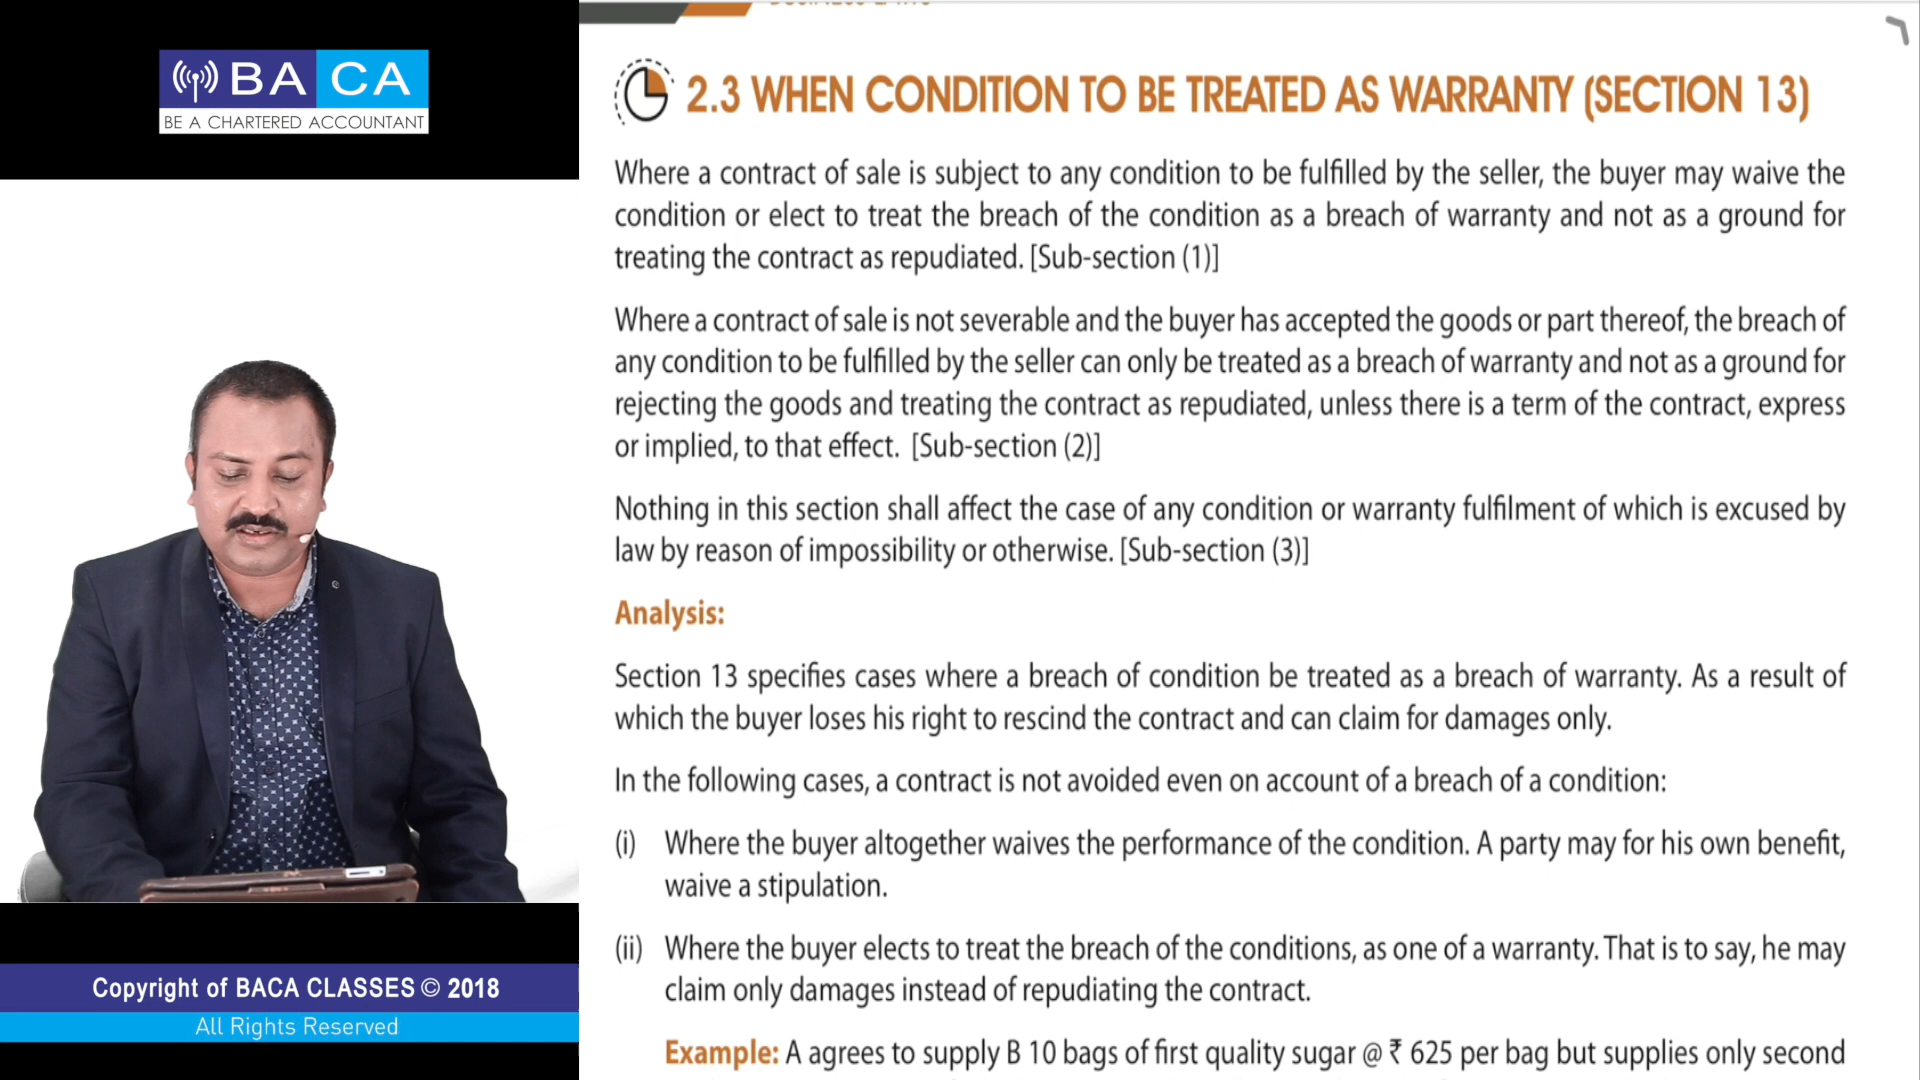 BA CA
BE A CHARTERED ACCOUNTANT
2.3 WHEN CONDITION TO BE TREATED AS WARRANTY (SECTION 13)
Where a contract of sale is subject to any condition to be fulfilled by the seller, the buyer may waive the
condition or elect to treat the breach of the condition as a breach of warranty and not as a ground for
treating the contract as repudiated. [Sub-section (1)]
Where a contract of sale is not severable and the buyer has accepted the goods or part thereof, the breach of
any condition to be fulfilled by the seller can only be treated as a breach of warranty and not as a ground for
rejecting the goods and treating the contract as repudiated, unless there is a term of the contract, express
or implied, to that effect. [Sub-section (2)]
Nothing in this section shall affect the case of any condition or warranty fulfilment of which is excused by
law by reason of impossibility or otherwise. [Sub-section (3)]
Analysis:
Section 13 specifies cases where a breach of condition be treated as a breach of warranty. As a result of
which the buyer loses his right to rescind the contract and can claim for damages only.
In the following cases, a contract is not avoided even on account of a breach of a condition:
(i) Where the buyer altogether waives the performance of the condition. A party may for his own benefit,
waive a stipulation.
(ii) Where the buyer elects to treat the breach of the conditions, as one of a warranty. That is to say, he may
claim only damages instead of repudiating the contract.
Example: A agrees to supply B 10 bags of first quality sugar @ ₹ 625 per bag but supplies only second
Copyright of BACA CLASSES © 2018
All Rights Reserved